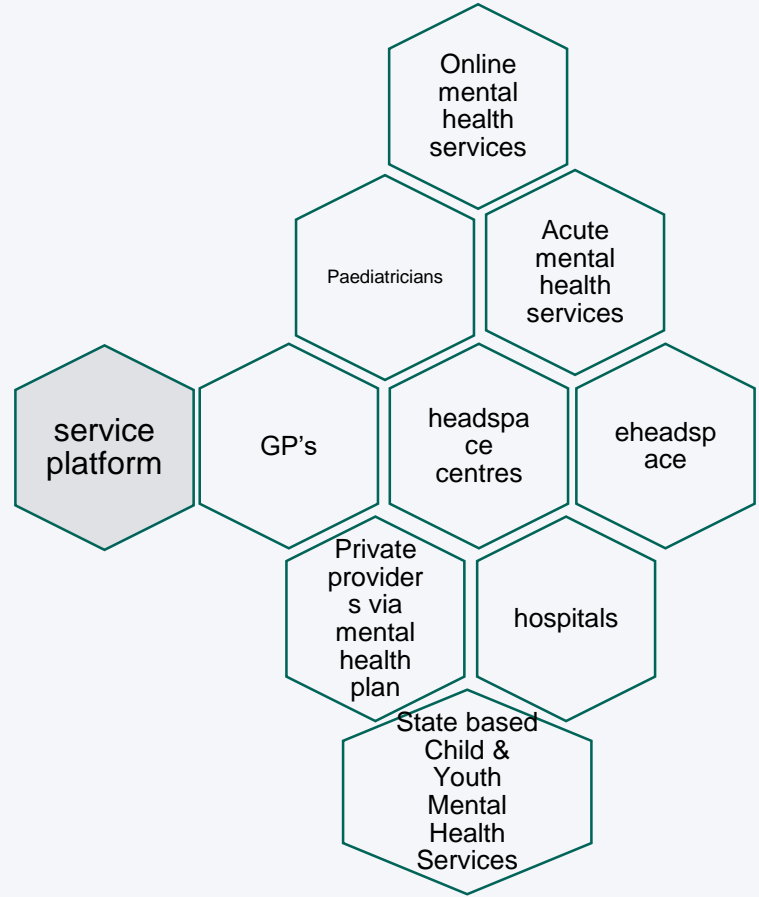 Online
mental
health
services
Paediatricians
Acute
mental
health
services
service
platform
GP’s
headspa
ce
centres
eheadsp
ace
Private
provider
s via
mental
health
plan
hospitals
State based
Child &
Youth
Mental
Health
Services